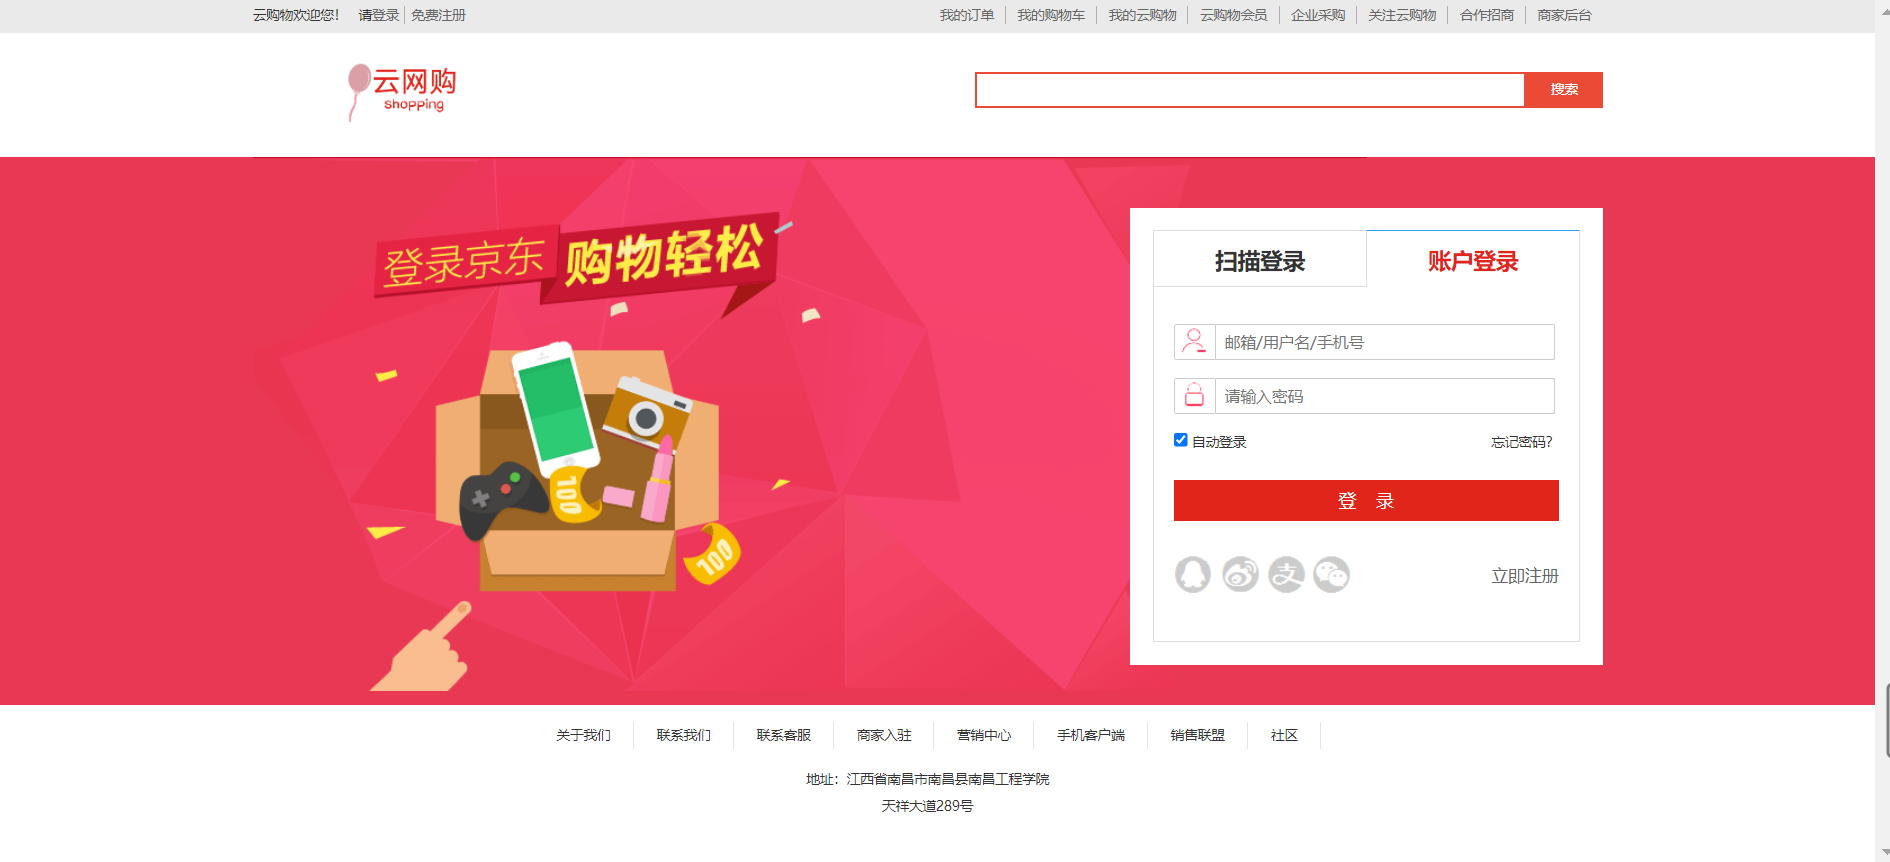 云购物欢迎您! 请登录 免费注册 我的订单 我的购物车 我的云购物 云购物会员 企业采购 关注云购物 合作招商 商家后台
云网购
shopping
搜索
登录京东 购物轻松
扫描登录 账户登录
邮箱/用户名/手机号
请输入密码
自动登录 忘记密码?
登 录
100
100
支
立即注册
关于我们 联系我们 联系客服 商家入驻 营销中心 手机客户端 销售联盟 社区
地址：江西省南昌市南昌县南昌工程学院
天祥大道289号